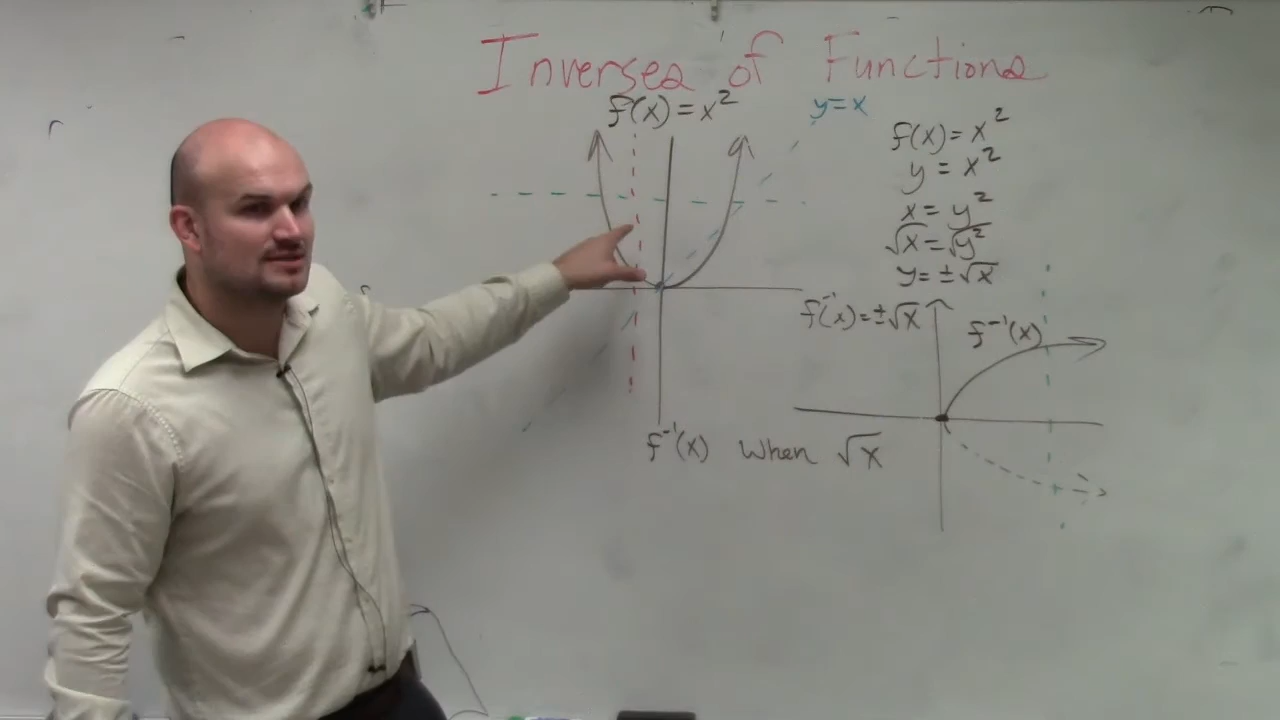 Inverses of Functions
f(x) = x²
y=x
f(x) = x²
y = x²
x = y²
√x = √y²
y = ±√x
f⁻¹(x) = ±√x
f⁻¹(x)
f⁻¹(x) when √x